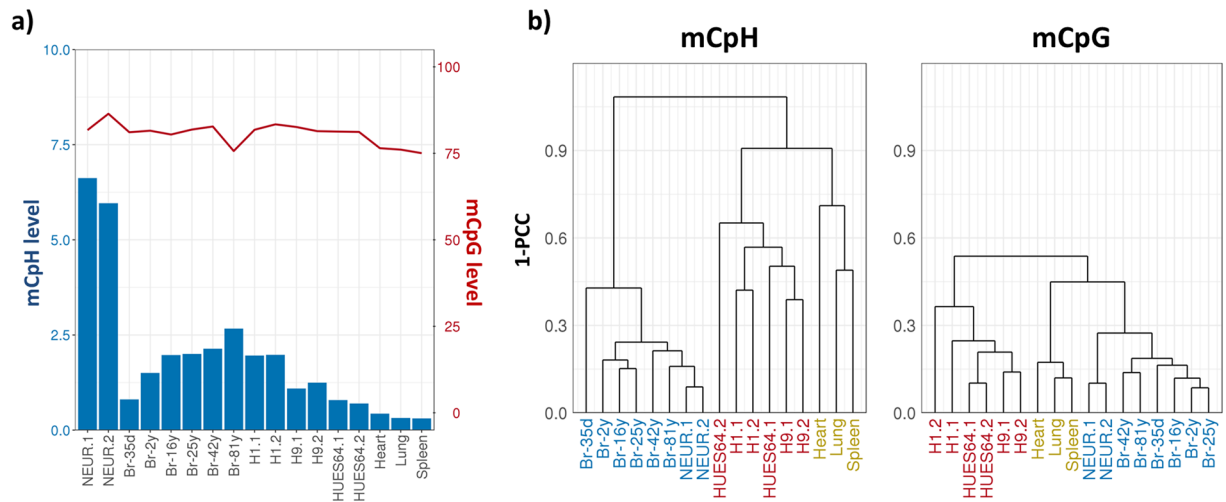 a)
10.0
7.5
5.0
2.5
0.0
mCpH level
100
75
50
25
0
mCpG level
NEUR.1
NEUR.2
Br-35d
Br-2y
Br-16y
Br-25y
Br-42y
Br-81y
H1.1
H1.2
H9.1
H9.2
HUES64.1
HUES64.2
Heart
Lung
Spleen
b)
mCpH
1-PCC
0.9
0.6
0.3
0.0
Br-35d
Br-2y
Br-16y
Br-25y
Br-42y
Br-81y
NEUR.1
NEUR.2
HUES64.2
H1.1
H1.2
HUES64.1
H9.1
H9.2
Heart
Lung
Spleen
mCpG
0.9
0.6
0.3
0.0
H1.2
H1.1
HUES64.1
HUES64.2
H9.1
H9.2
Heart
Lung
Spleen
NEUR.1
NEUR.2
Br-42y
Br-81y
Br-35d
Br-16y
Br-2y
Br-25y